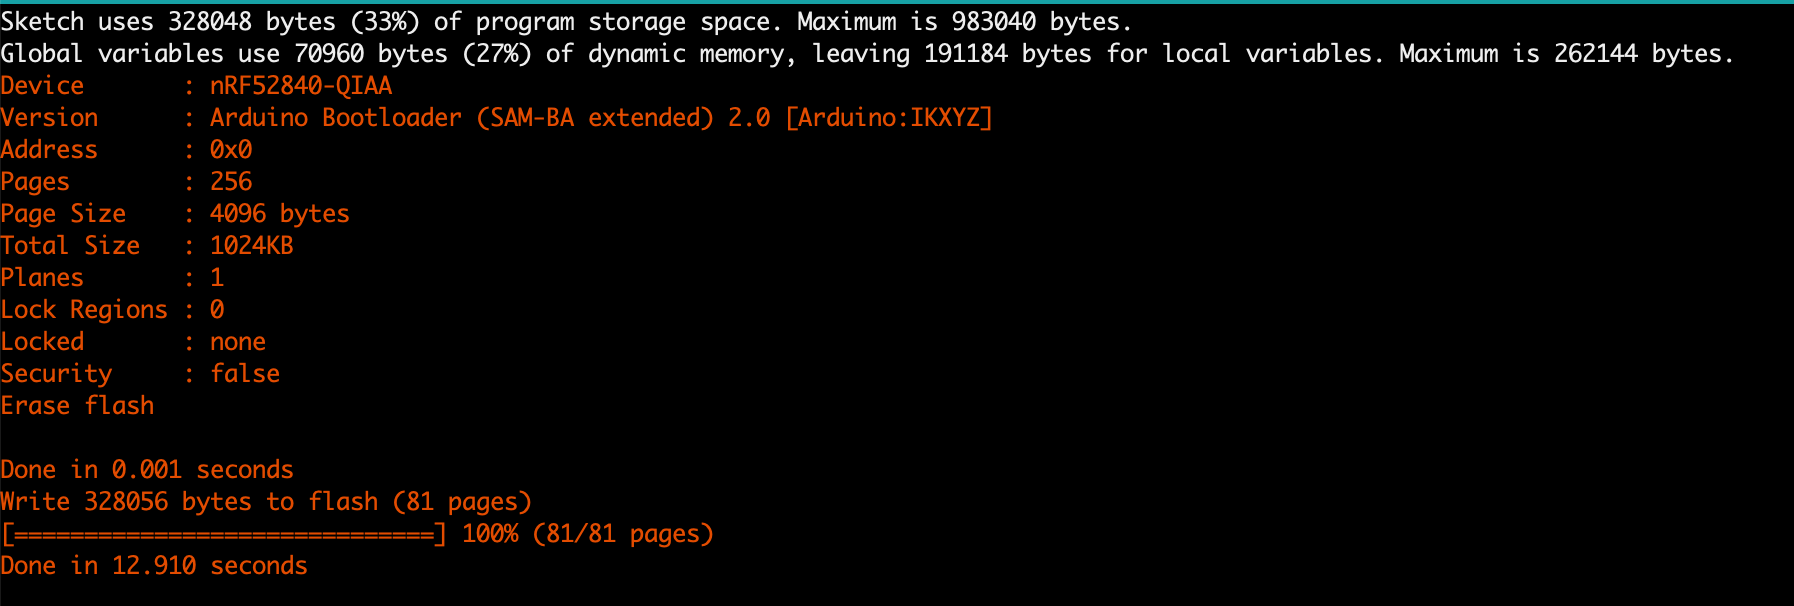 Sketch uses 328048 bytes (33%) of program storage space. Maximum is 983040 bytes.
Global variables use 70960 bytes (27%) of dynamic memory, leaving 191184 bytes for local variables. Maximum is 262144 bytes.
Device       : nRF52840-QIAA
Version      : Arduino Bootloader (SAM-BA extended) 2.0 [Arduino:IKXYZ]
Address      : 0x0
Pages        : 256
Page Size    : 4096 bytes
Total Size   : 1024KB
Planes       : 1
Lock Regions : 0
Locked       : none
Security     : false
Erase flash

Done in 0.001 seconds
Write 328056 bytes to flash (81 pages)
[==============================] 100% (81/81 pages)
Done in 12.910 seconds